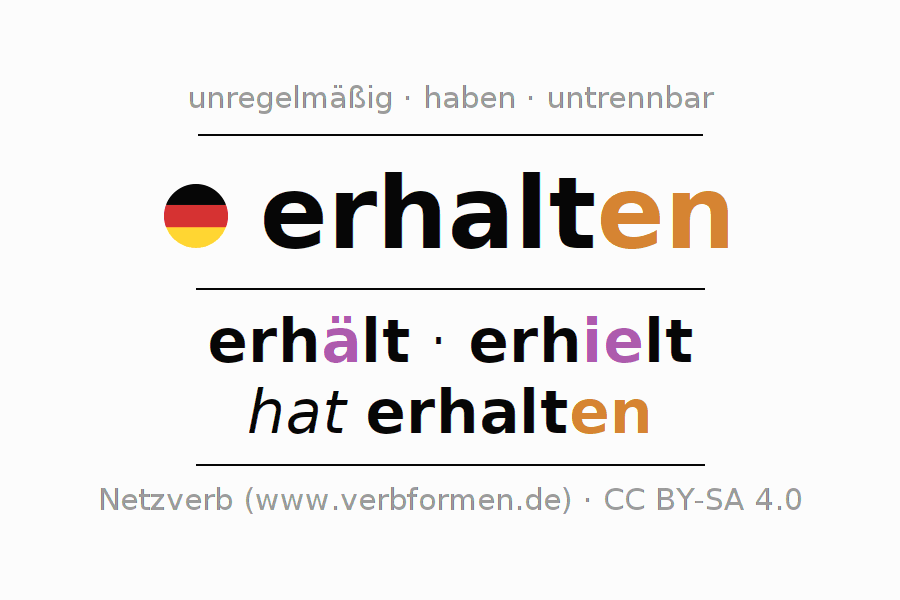 unregelmäßig · haben · untrennbar
erhalten
erhält · erhielt
hat erhalten
Netzverb (www.verbformen.de) · CC BY-SA 4.0